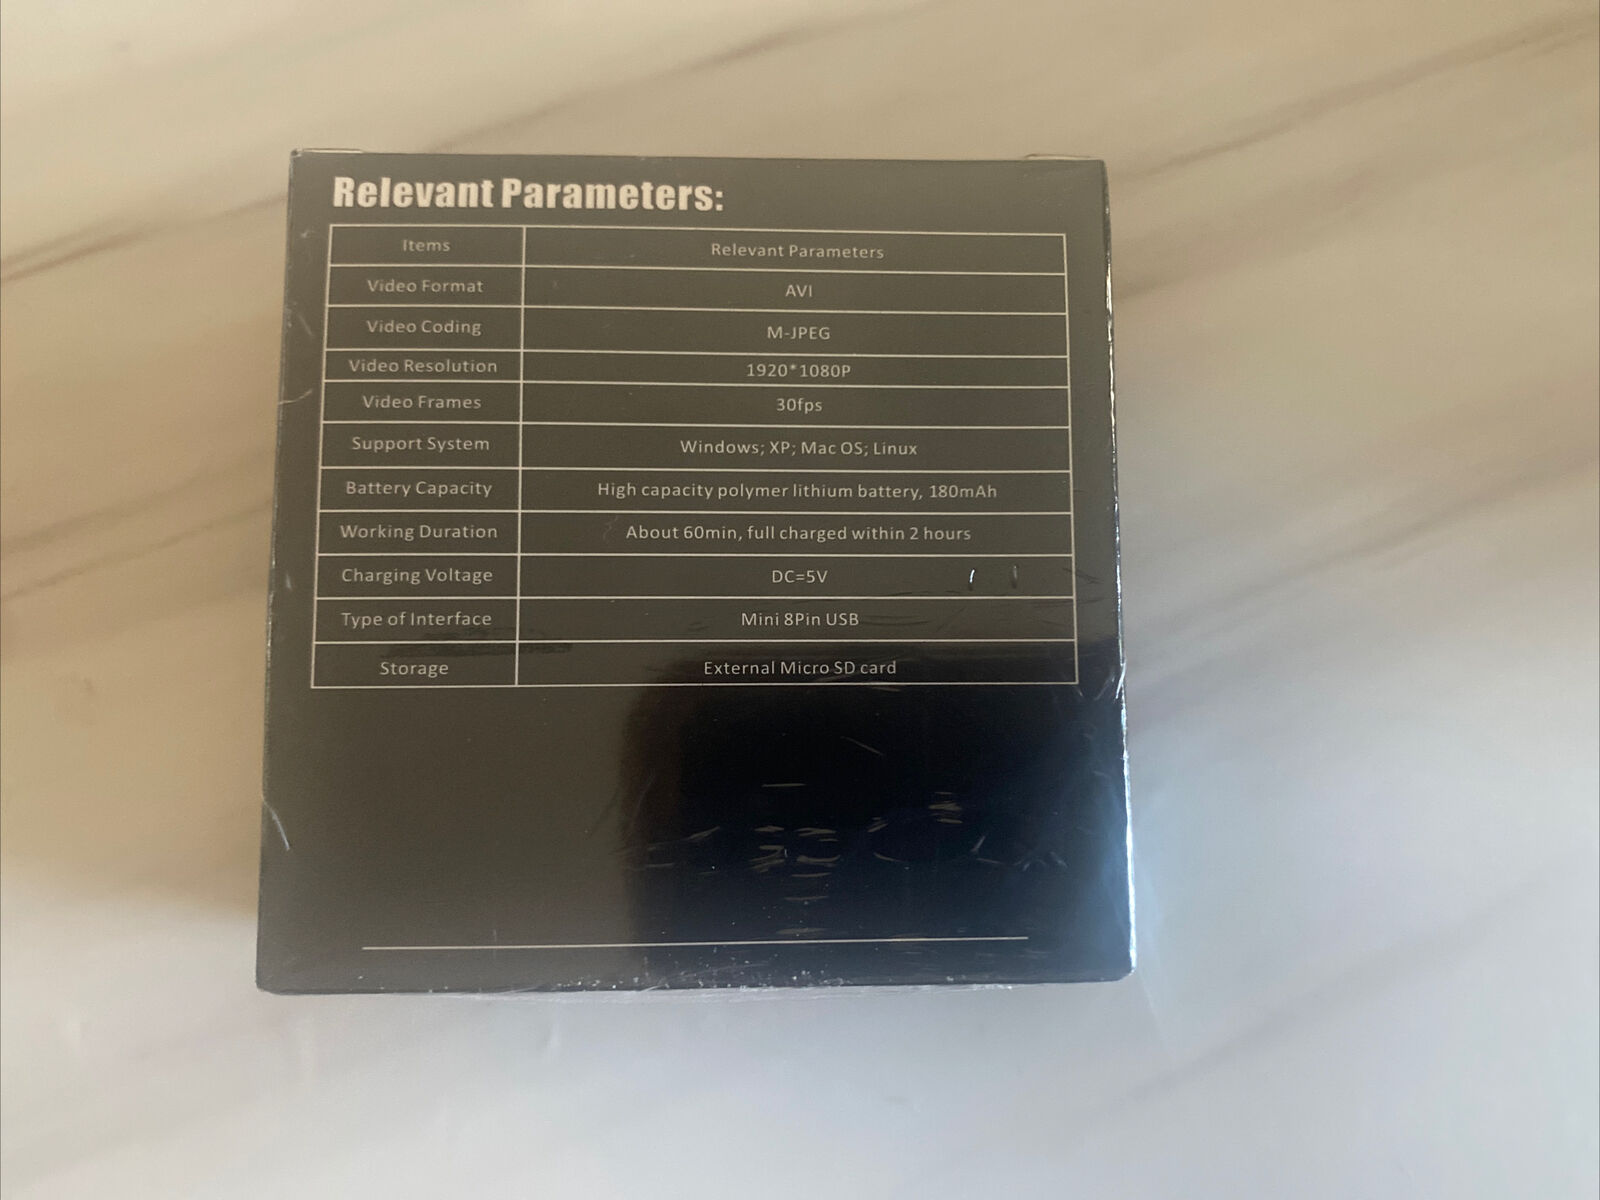 Relevant Parameters:
Items Relevant Parameters
Video Format AVI
Video Coding M-JPEG
Video Resolution 1920*1080P
Video Frames 30fps
Support System Windows; XP; Mac OS; Linux
Battery Capacity High capacity polymer lithium battery, 180mAh
Working Duration About 60min, full charged within 2 hours
Charging Voltage DC=5V
Type of Interface Mini 8Pin USB
Storage External Micro SD card